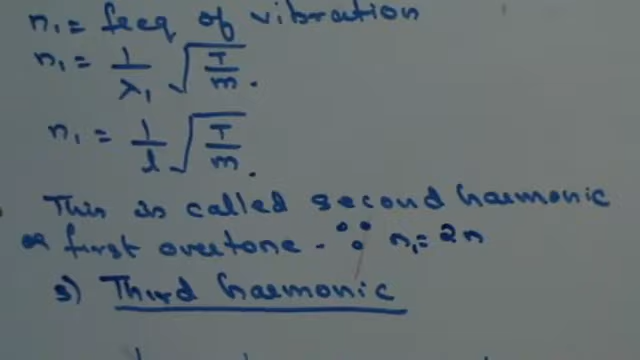 n₁ = freq of vibration
n₁ = 1/λ₁ √T/m.
n₁ = 1/l √T/m.
This is called second harmonic
or first overtone. ∵ n₁ = 2n
3) Third harmonic